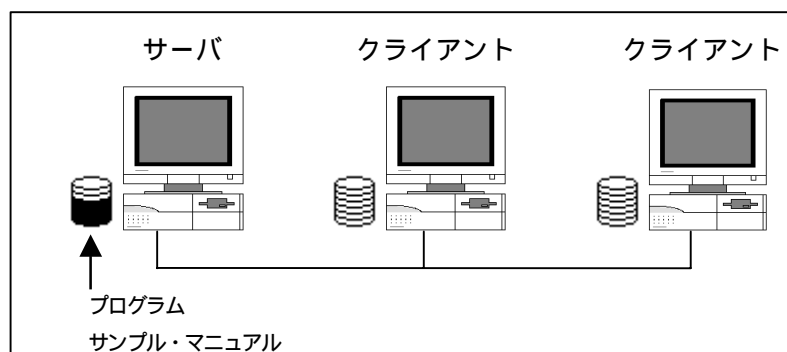 サーバ
クライアント
クライアント
プログラム
サンプル・マニュアル